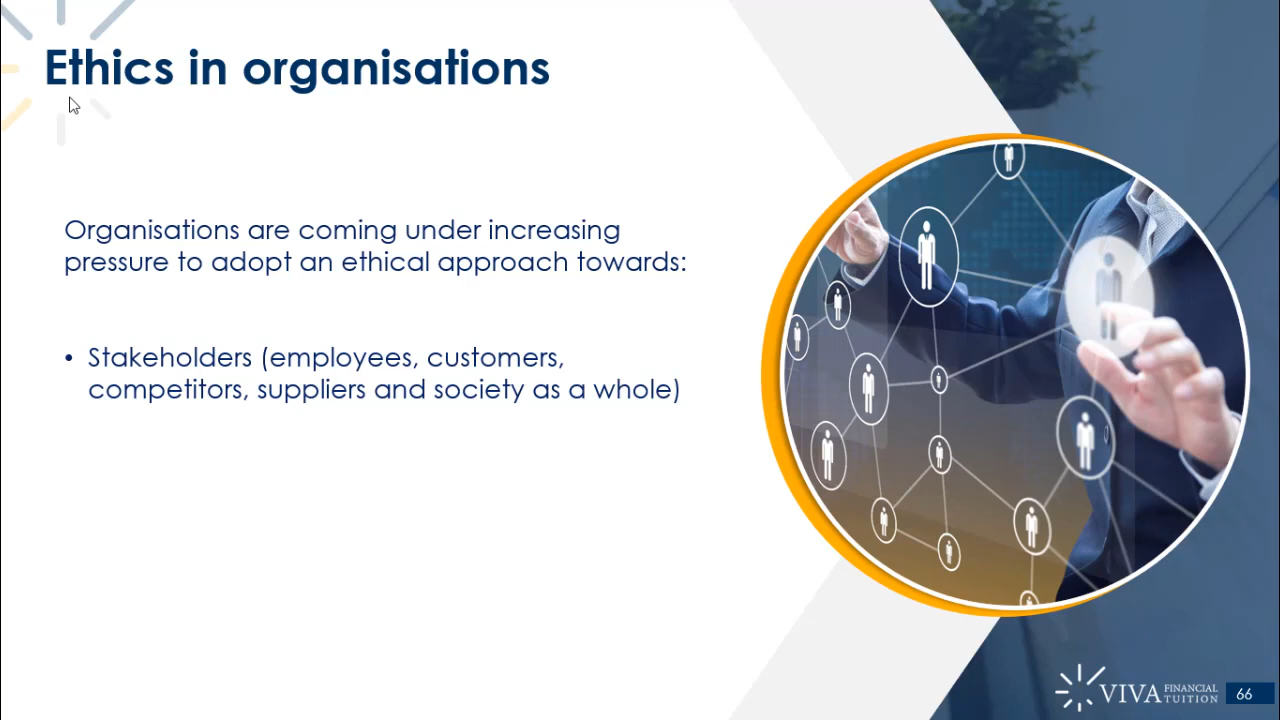 Ethics in organisations
Organisations are coming under increasing
pressure to adopt an ethical approach towards:
• Stakeholders (employees, customers,
competitors, suppliers and society as a whole)
VIVA FINANCIAL TUITION
66